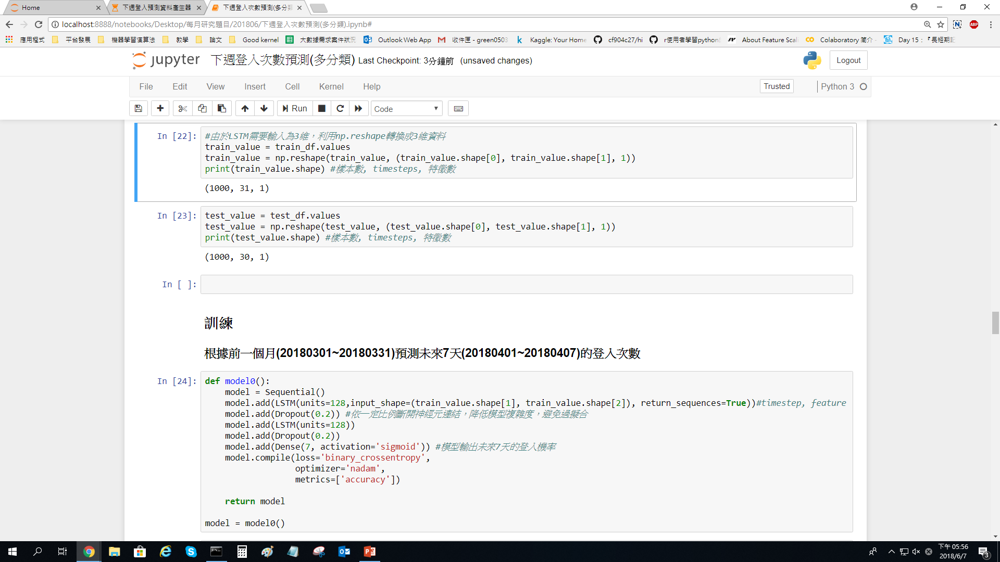 Home
下週登入預測資料產生器
下週登入次數預測(多分類
localhost:8888/notebooks/Desktop/每月研究題目/201806/下週登入次數預測(多分類).ipynb#
應用程式 平台發展 機器學習演算法 教學 論文 Good kernel 大數據需求案件狀況 Outlook Web App 收件匣 - green0503 Kaggle: Your Home cf904c27/hi r使用者學習python About Feature Scali Colaboratory 簡介 - Day 15：『長短期記
jupyter 下週登入次數預測(多分類) Last Checkpoint: 3分鐘前 (unsaved changes)
Logout
File Edit View Insert Cell Kernel Help
Trusted
Python 3
Run
Code
In [22]:
#由於LSTM需要輸入為3維，利用np.reshape轉換成3維資料
train_value = train_df.values
train_value = np.reshape(train_value, (train_value.shape[0], train_value.shape[1], 1))
print(train_value.shape) #樣本數, timesteps, 特徵數
(1000, 31, 1)
In [23]:
test_value = test_df.values
test_value = np.reshape(test_value, (test_value.shape[0], test_value.shape[1], 1))
print(test_value.shape) #樣本數, timesteps, 特徵數
(1000, 30, 1)
In [ ]:
訓練
根據前一個月(20180301~20180331)預測未來7天(20180401~20180407)的登入次數
In [24]:
def model0():
model = Sequential()
model.add(LSTM(units=128,input_shape=(train_value.shape[1], train_value.shape[2]), return_sequences=True))#timestep, feature
model.add(Dropout(0.2)) #依一定比例斷開神經元連結，降低模型複雜度，避免過擬合
model.add(LSTM(units=128))
model.add(Dropout(0.2))
model.add(Dense(7, activation='sigmoid')) #模型輸出未來7天的登入機率
model.compile(loss='binary_crossentropy',
optimizer='nadam',
metrics=['accuracy'])
return model
model = model0()
下午 05:56
2018/6/7
3